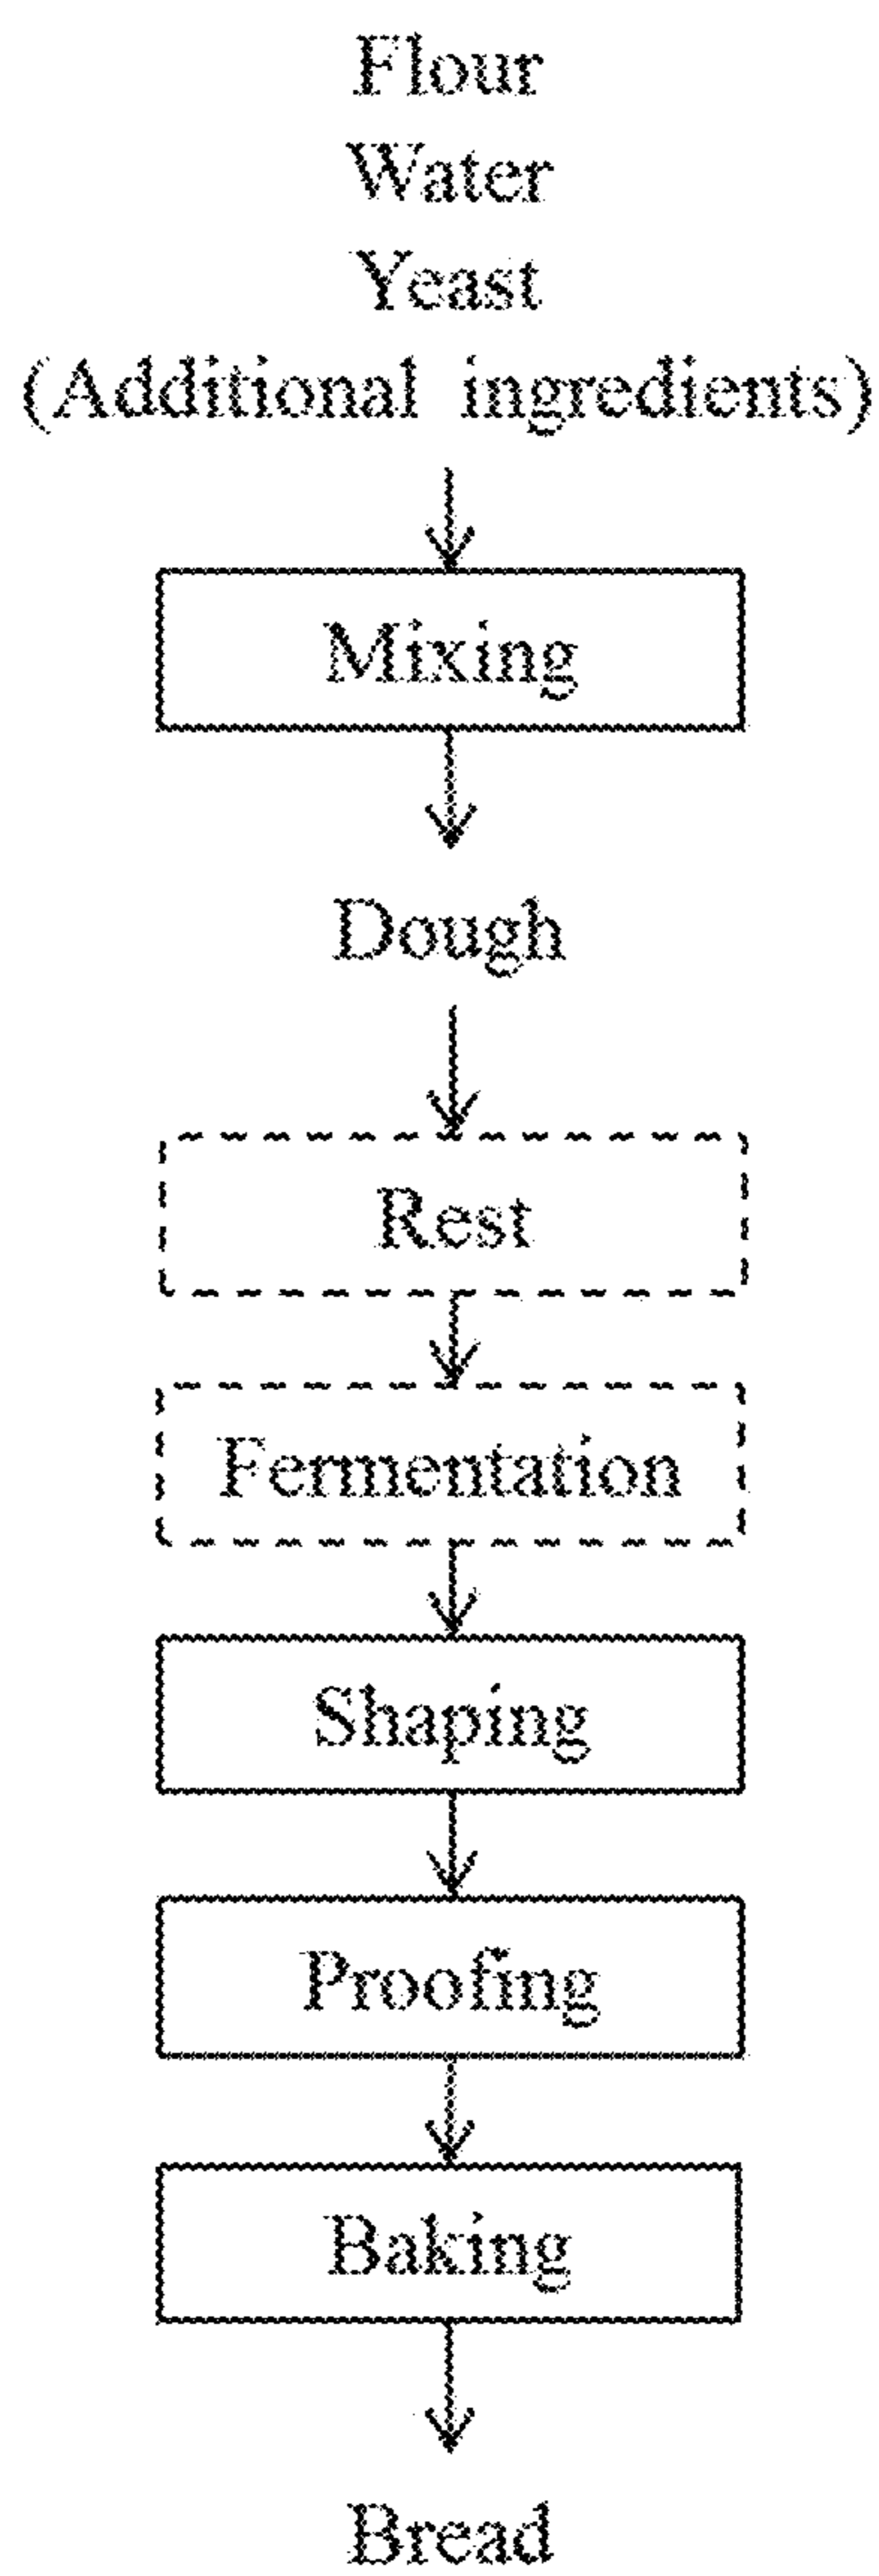 Flour
Water
Yeast
(Additional ingredients)
Mixing
Dough
Rest
Fermentation
Shaping
Proofing
Baking
Bread